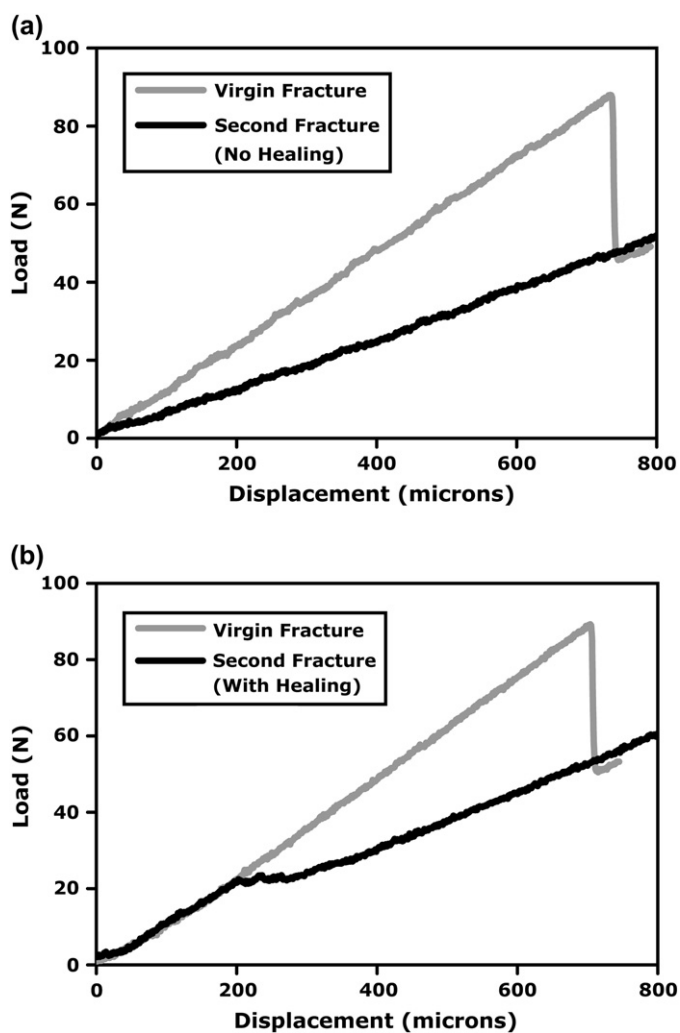 (a)
100
80
60
40
20
0
Load (N)
Virgin Fracture
Second Fracture
(No Healing)
0 200 400 600 800
Displacement (microns)
(b)
100
80
60
40
20
0
Load (N)
Virgin Fracture
Second Fracture
(With Healing)
0 200 400 600 800
Displacement (microns)